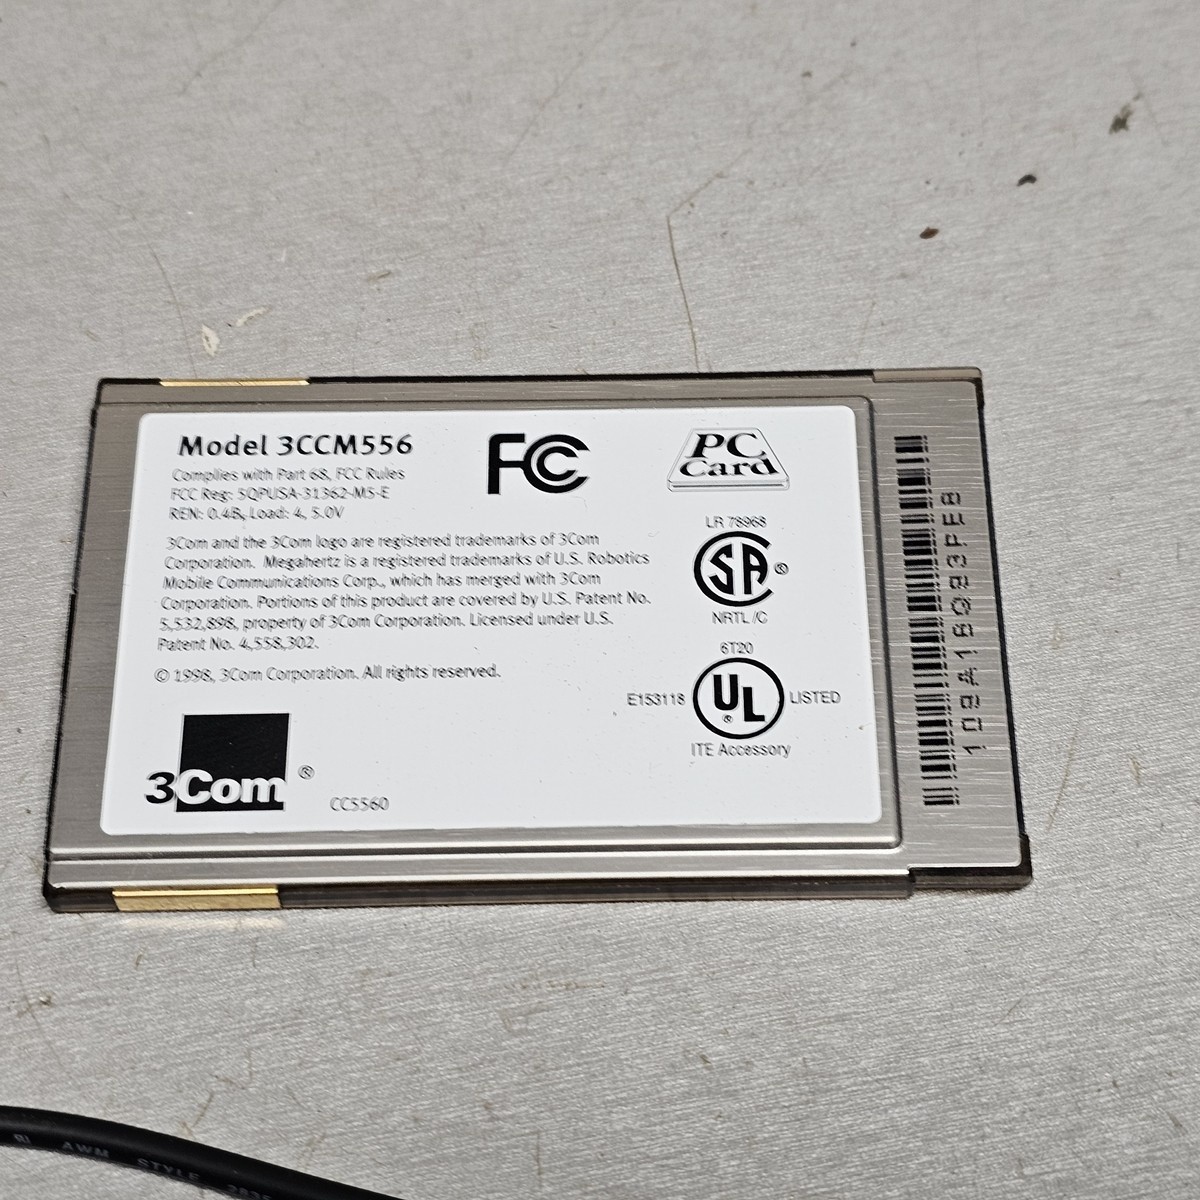 Model 3CCM556
Complies with Part 68, FCC Rules
FCC Reg: 5QPUSA-31362-M5-E
REN: 0.4B, Load: 4, 5.0V
3Com and the 3Com logo are registered trademarks of 3Com
Corporation. Megahertz is a registered trademarks of U.S. Robotics
Mobile Communications Corp., which has merged with 3Com
Corporation. Portions of this product are covered by U.S. Patent No.
5,532,898, property of 3Com Corporation. Licensed under U.S.
Patent No. 4,558,302.
© 1998, 3Com Corporation. All rights reserved.
3Com ®
CC5560
FC
PC
Card
LR 78968
SA ®
NRTL /C
6T20
E153118 UL ® LISTED
ITE Accessory
AWM STYLE